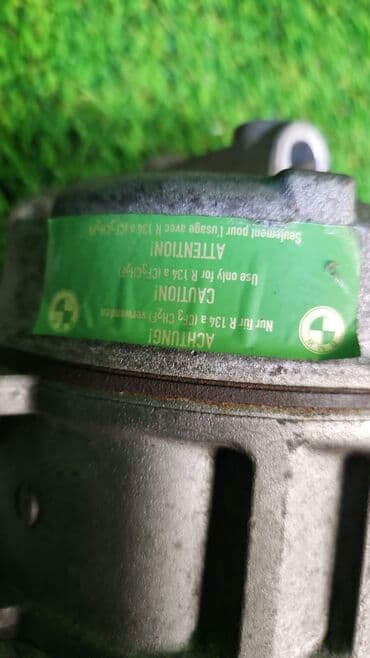 ACHTUNG!
Nur für R 134 a (CF3 CH2F) verwenden
CAUTION!
Use only for R 134 a (CF3CH2F)
ATTENTION!
Seulement pour l'usage avec R 134 a (CF3CH2F)